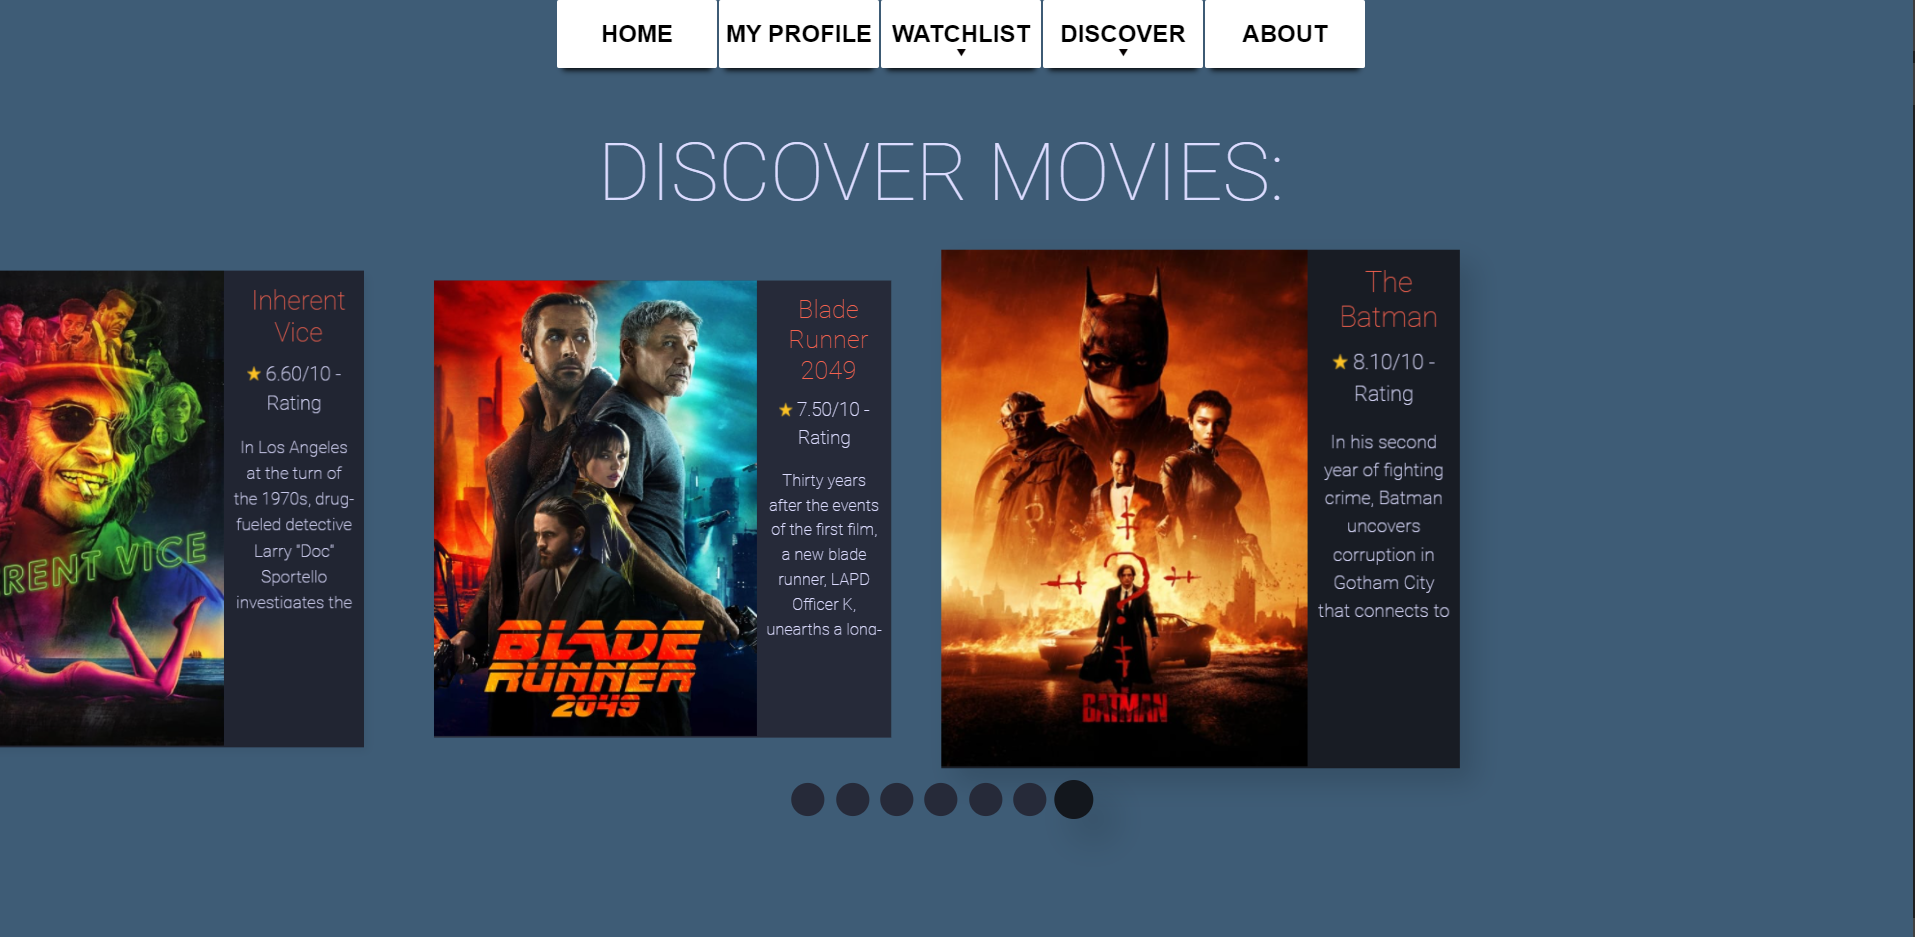 HOME MY PROFILE WATCHLIST DISCOVER ABOUT
DISCOVER MOVIES:
Inherent
Vice
6.60/10 -
Rating
In Los Angeles
at the turn of
the 1970s, drug-
fueled detective
Larry "Doc"
Sportello
investigates the
RENT VICE
Blade
Runner
2049
7.50/10 -
Rating
Thirty years
after the events
of the first film,
a new blade
runner, LAPD
Officer K,
unearths a long-
BLADE
RUNNER
2049
The
Batman
8.10/10 -
Rating
In his second
year of fighting
crime, Batman
uncovers
corruption in
Gotham City
that connects to
?
BATMAN